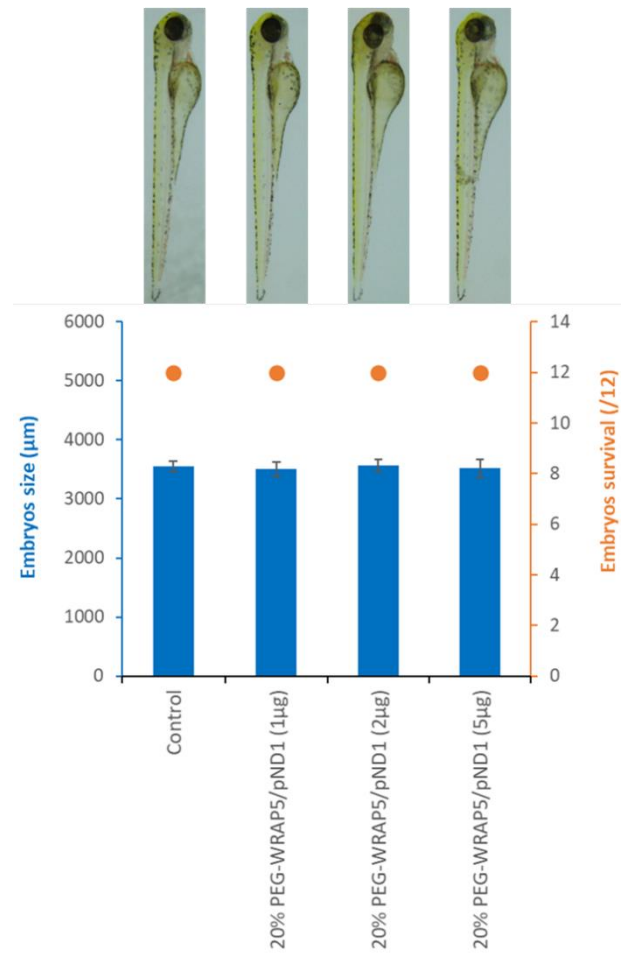 6000
5000
4000
3000
2000
1000
0
Embryos size (µm)
14
12
10
8
6
4
2
0
Embryos survival (/12)
Control
20% PEG-WRAP5/pND1 (1µg)
20% PEG-WRAP5/pND1 (2µg)
20% PEG-WRAP5/pND1 (5µg)